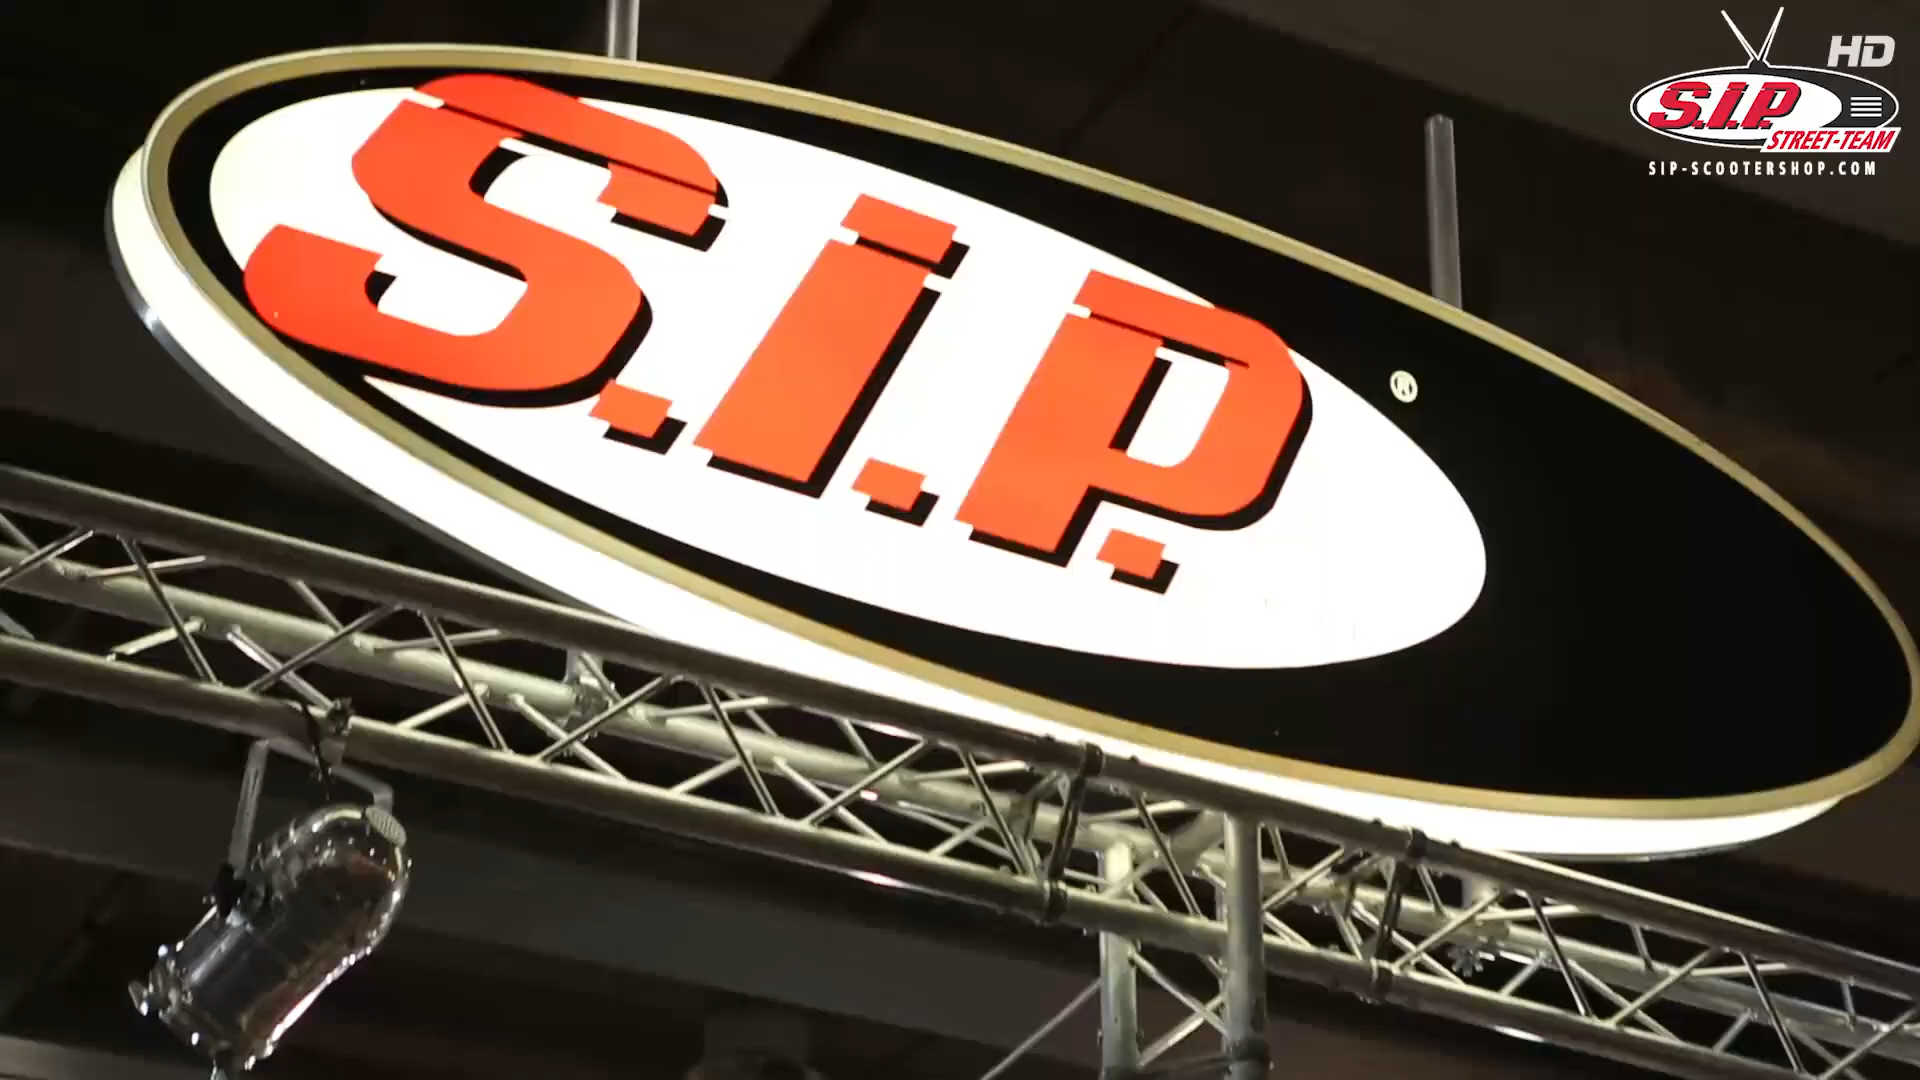 S.I.P.
®
HD
S.I.P.
STREET-TEAM
SIP-SCOOTERSHOP.COM